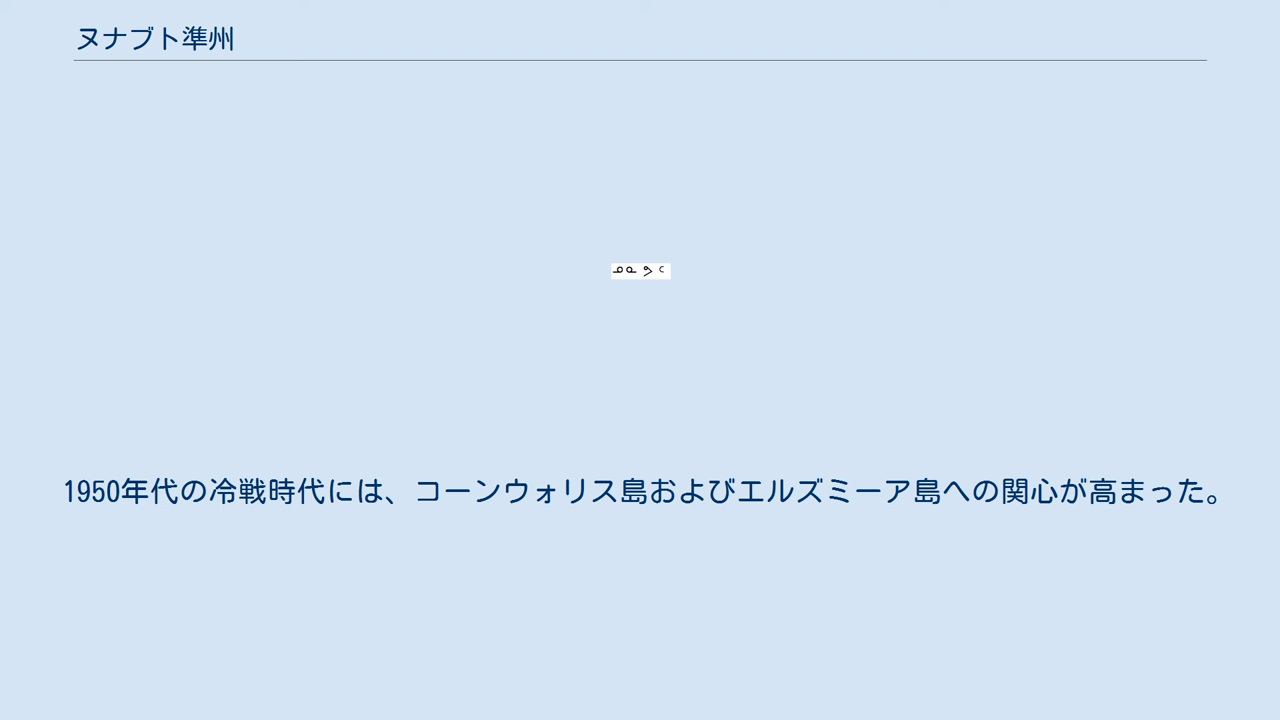 ヌナブト準州
1950年代の冷戦時代には、コーンウォリス島およびエルズミーア島への関心が高まった。